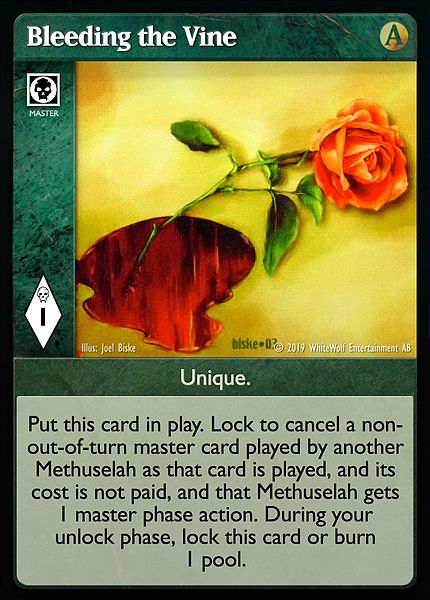 Bleeding the Vine
A
MASTER
1
Illus: Joel Biske
biske•02
© 2019 WhiteWolf Entertainment AB
Unique.
Put this card in play. Lock to cancel a non-
out-of-turn master card played by another
Methuselah as that card is played, and its
cost is not paid, and that Methuselah gets
1 master phase action. During your
unlock phase, lock this card or burn
1 pool.